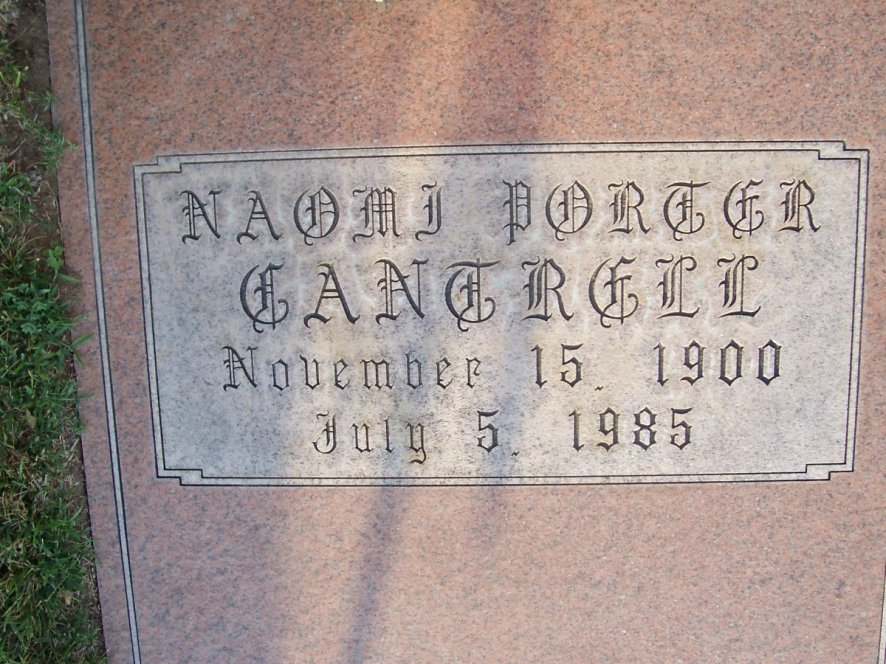 NAOMI PORTER
CANTRELL
November 15, 1900
July 5, 1985